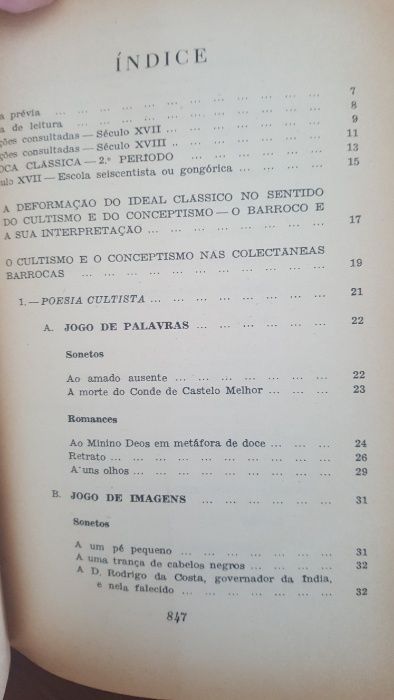 ÍNDICE
a prévia ... ... ... ... ... ... ... ... ... ... 7
a de leitura ... ... ... ... ... ... ... ... ... 8
ções consultadas — Século XVII ... ... ... ... ... ... 9
ções consultadas — Século XVIII .. ... ... ... ... ... 11
OCA CLÁSSICA — 2.º PERÍODO ... ... ... ... ... 13
ulo XVII — Escola seiscentista ou gongórica ... ... ... ... 15
A DEFORMAÇÃO DO IDEAL CLÁSSICO NO SENTIDO
DO CULTISMO E DO CONCEPTISMO — O BARROCO E
A SUA INTERPRETAÇÃO ... ... ... ... ... ... ... 17
O CULTISMO E O CONCEPTISMO NAS COLECTÂNEAS
BARROCAS ... ... ... ... ... ... ... ... ... 19
1. — POESIA CULTISTA ... ... ... ... ... ... ... 21
A. JOGO DE PALAVRAS ... ... ... ... ... 22
Sonetos
Ao amado ausente ... ... ... ... ... ... 22
À morte do Conde de Castelo Melhor ... ... ... 23
Romances
Ao Minino Deos em metáfora de doce ... ... ... 24
Retrato ... ... ... ... ... ... ... ... 26
A uns olhos ... ... ... ... ... ... ... 29
B. JOGO DE IMAGENS ... ... ... ... ... 31
Sonetos
A um pé pequeno ... ... ... ... ... ... 31
A uma trança de cabelos negros ... ... ... ... 32
A D. Rodrigo da Costa, governador da Índia,
e nela falecido ... ... ... ... ... ... ... 32
847